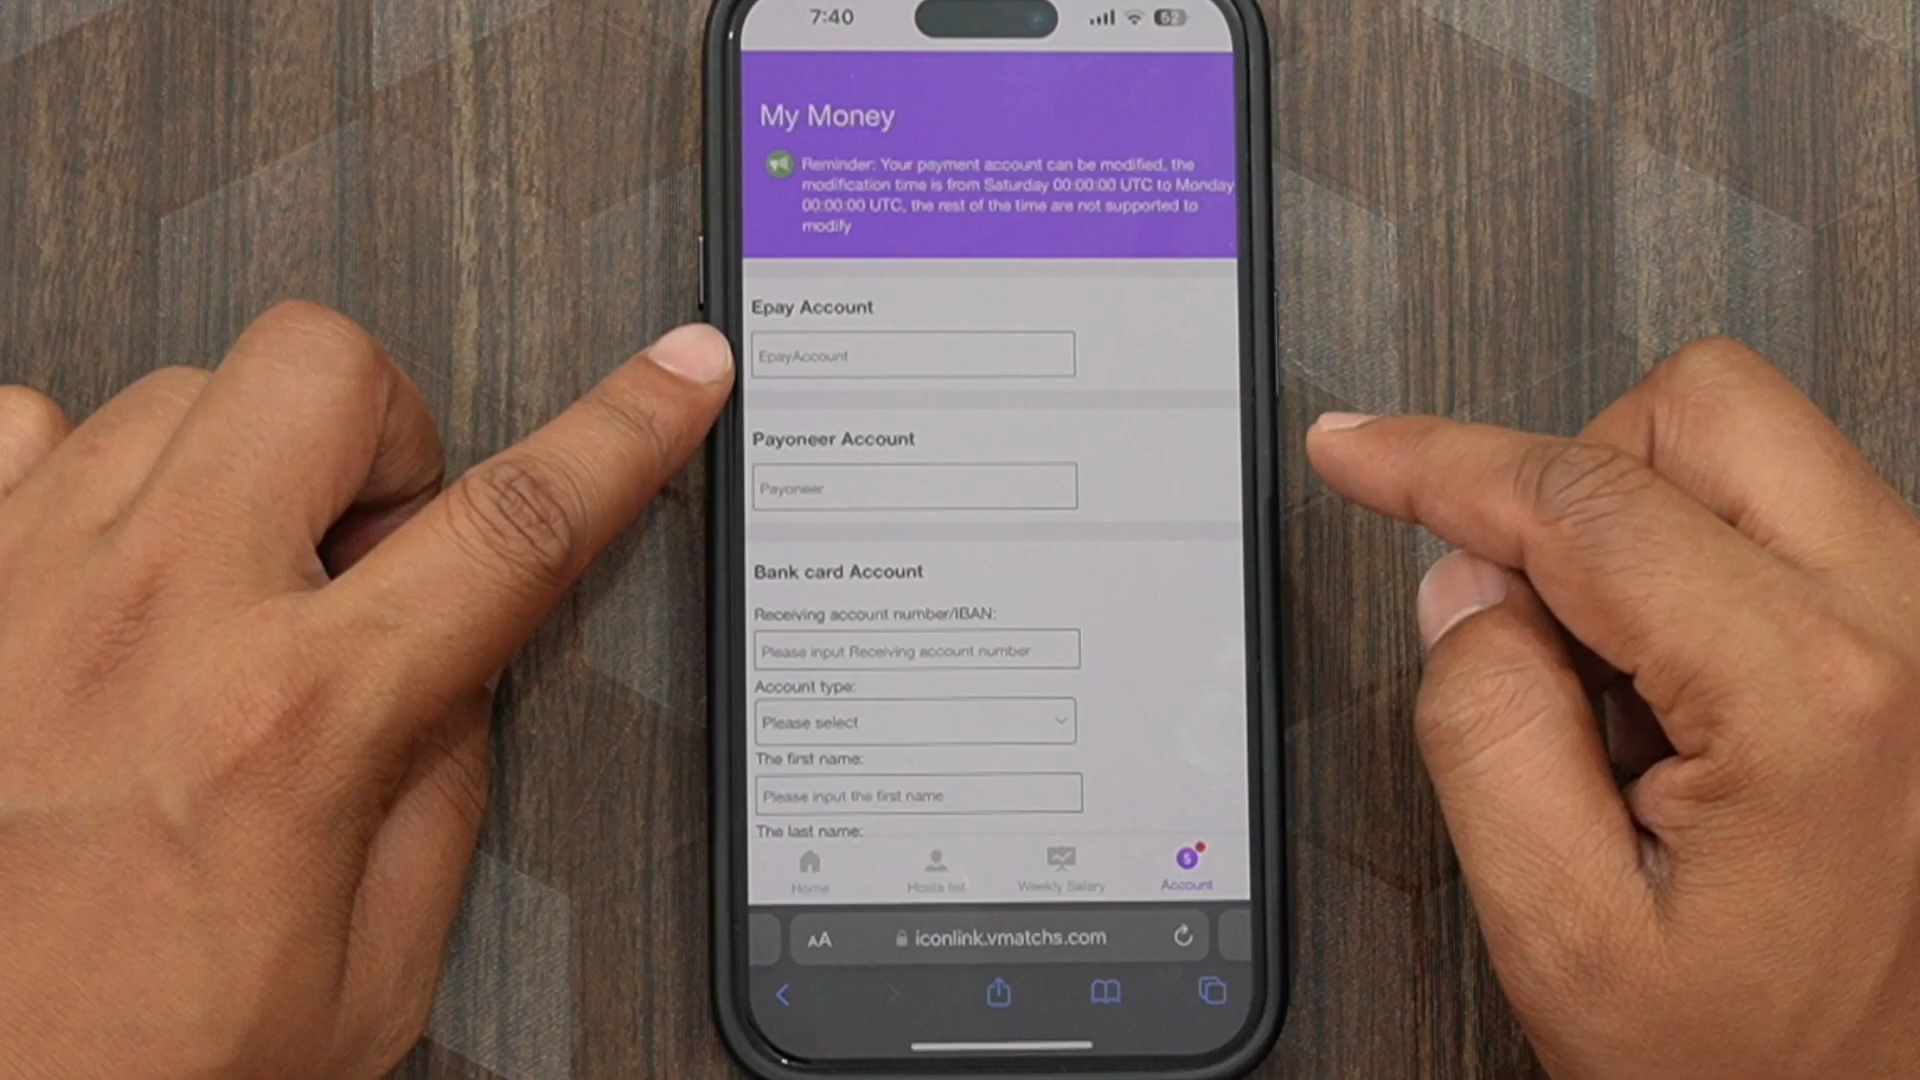 7:40
62
My Money
Reminder: Your payment account can be modified, the
modification time is from Saturday 00:00:00 UTC to Monday
00:00:00 UTC, the rest of the time are not supported to
modify
Epay Account
EpayAccount
Payoneer Account
Payoneer
Bank card Account
Receiving account number/IBAN:
Please input Receiving account number
Account type:
Please select
The first name:
Please input the first name
The last name:
Home
Hosts list
Weekly Salary
Account
AA
iconlink.vmatchs.com